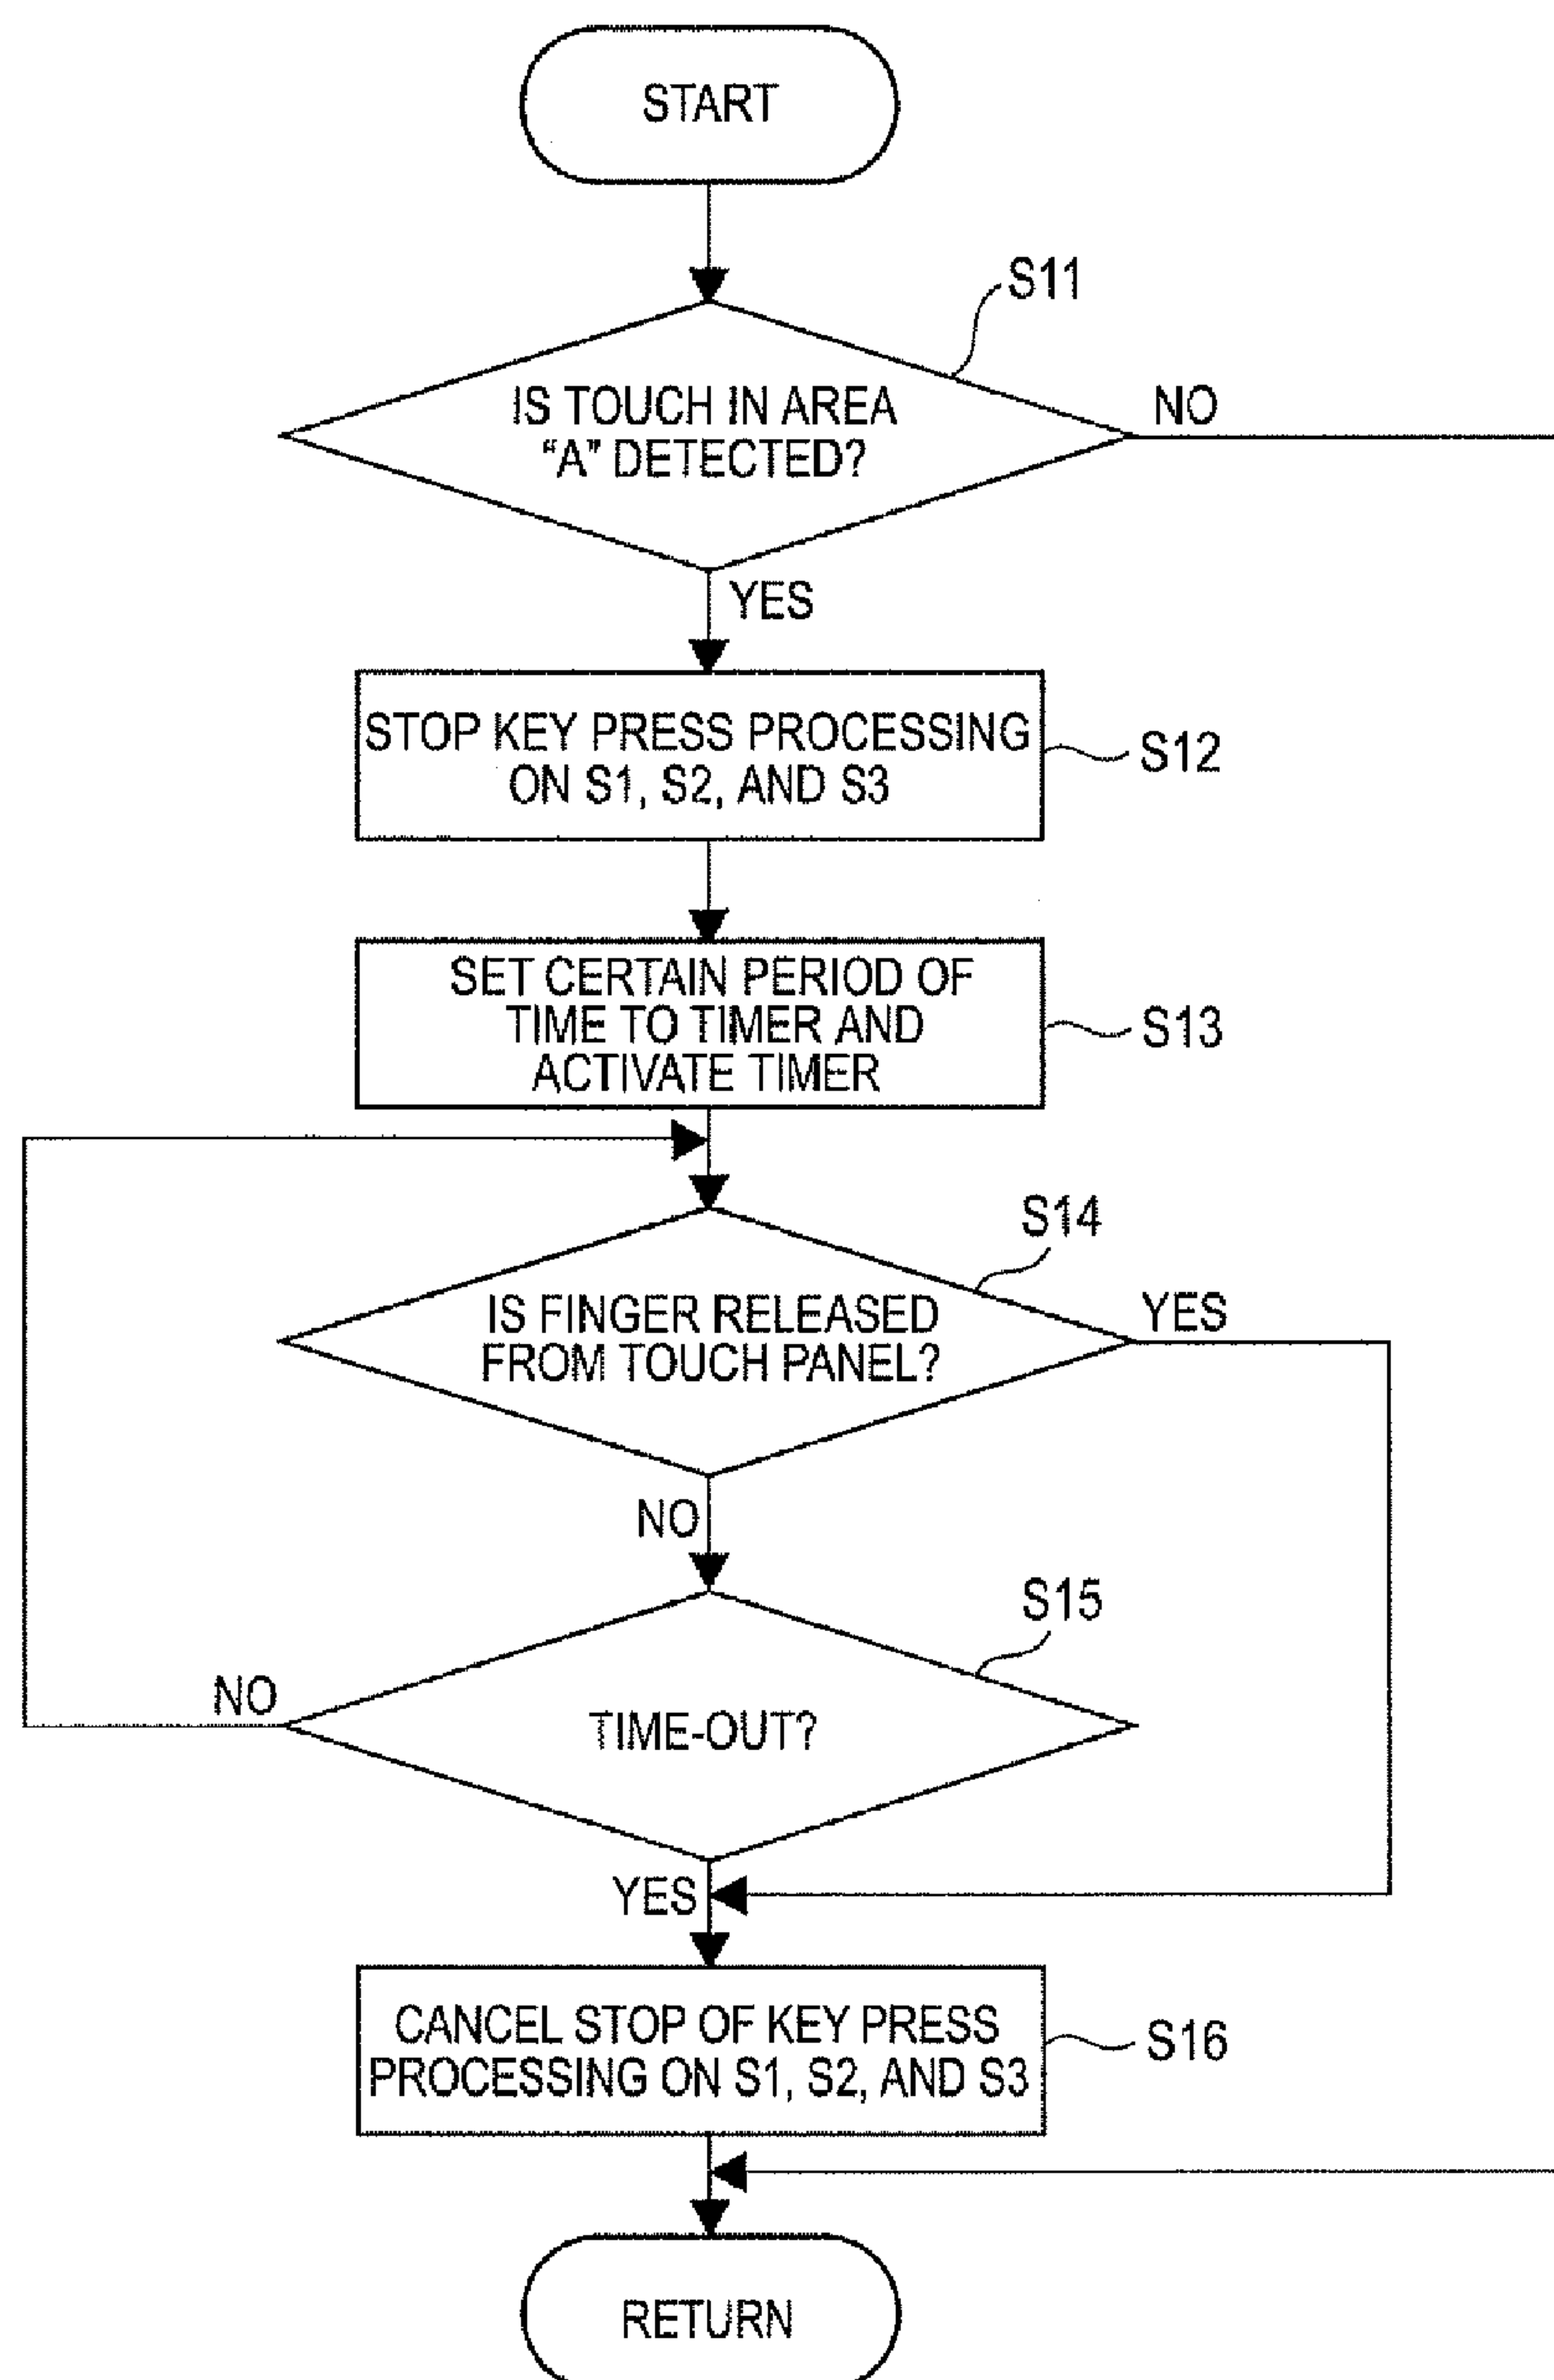 START
S11
IS TOUCH IN AREA
“A” DETECTED?
NO
YES
STOP KEY PRESS PROCESSING
ON S1, S2, AND S3
S12
SET CERTAIN PERIOD OF
TIME TO TIMER AND
ACTIVATE TIMER
S13
S14
IS FINGER RELEASED
FROM TOUCH PANEL?
YES
NO
S15
NO
TIME-OUT?
YES
CANCEL STOP OF KEY PRESS
PROCESSING ON S1, S2, AND S3
S16
RETURN